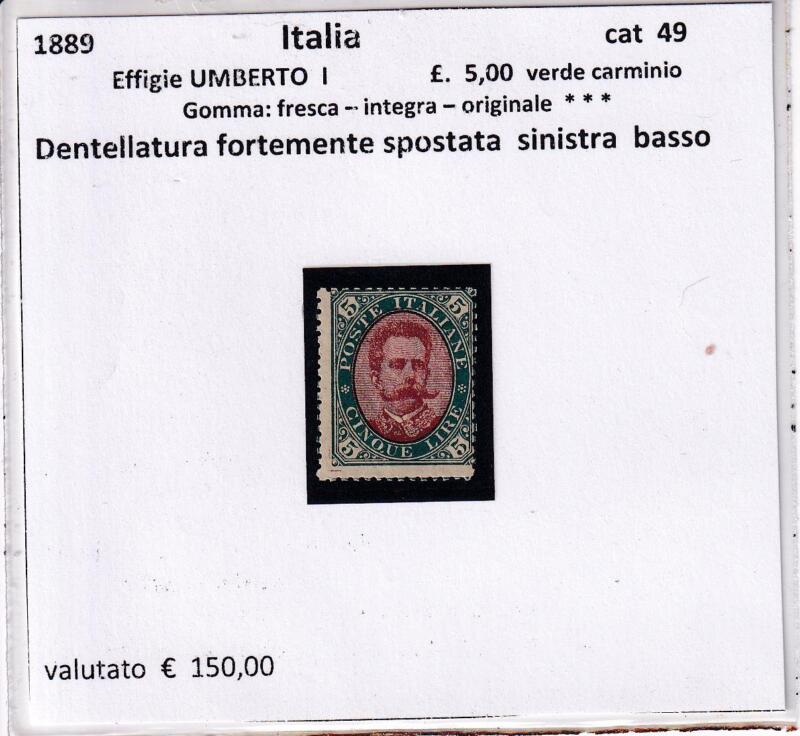 1889 Italia cat 49
Effigie UMBERTO I £. 5,00 verde carminio
Gomma: fresca – integra – originale * * *
Dentellatura fortemente spostata sinistra basso
5 5
POSTE ITALIANE
CINQUE LIRE
5 5
valutato € 150,00